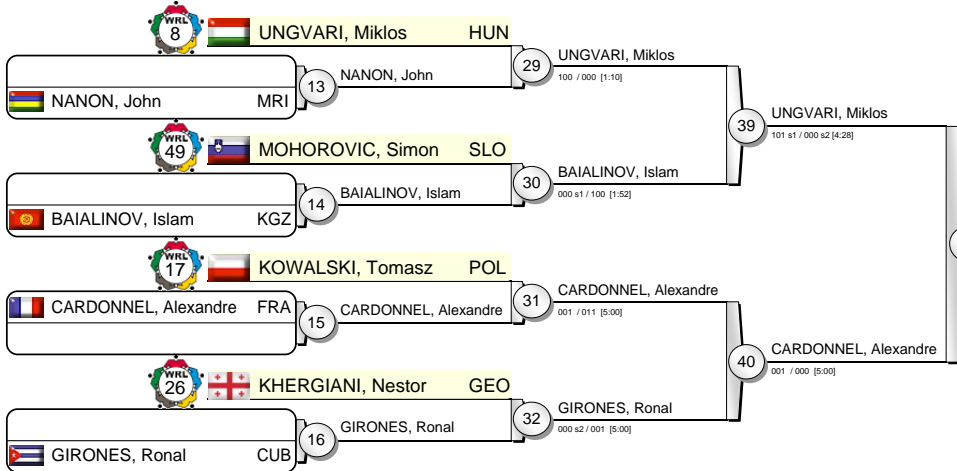 WRL
8
UNGVARI, Miklos HUN
NANON, John MRI
13
NANON, John
29
UNGVARI, Miklos
100 / 000 [1:10]
WRL
49
MOHOROVIC, Simon SLO
BAIALINOV, Islam KGZ
14
BAIALINOV, Islam
30
BAIALINOV, Islam
000 s1 / 100 [1:52]
39
UNGVARI, Miklos
101 s1 / 000 s2 [4:28]
WRL
17
KOWALSKI, Tomasz POL
CARDONNEL, Alexandre FRA
15
CARDONNEL, Alexandre
31
CARDONNEL, Alexandre
001 / 011 [5:00]
WRL
26
KHERGIANI, Nestor GEO
GIRONES, Ronal CUB
16
GIRONES, Ronal
32
GIRONES, Ronal
000 s2 / 001 [5:00]
40
CARDONNEL, Alexandre
001 / 000 [5:00]